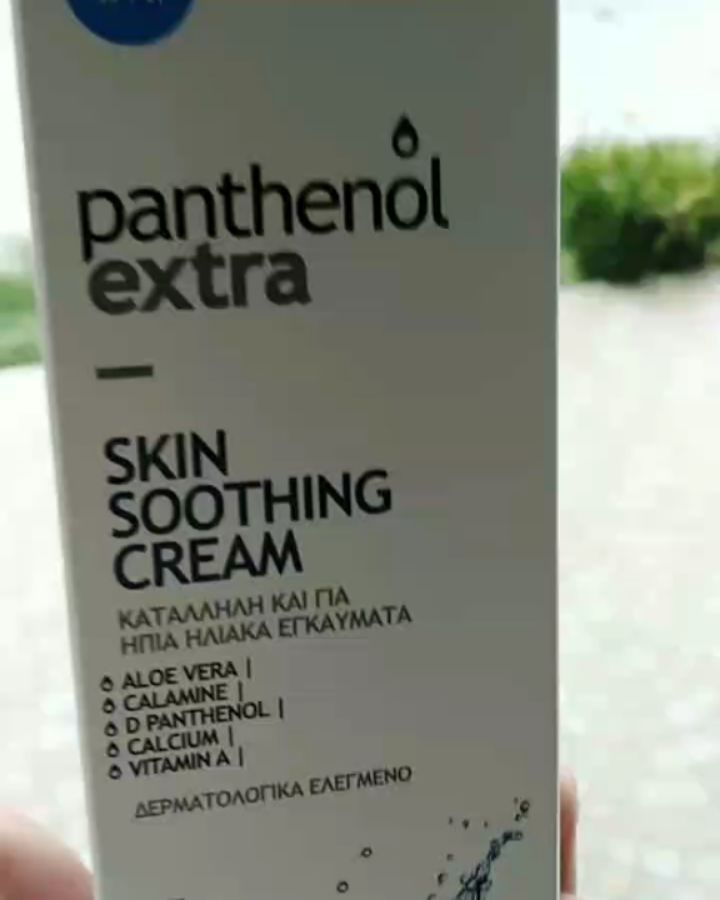 panthenol
extra
SKIN
SOOTHING
CREAM
ΚΑΤΑΛΛΗΛΗ ΚΑΙ ΓΙΑ
ΗΠΙΑ ΗΛΙΑΚΑ ΕΓΚΑΥΜΑΤΑ
ALOE VERA |
CALAMINE |
D PANTHENOL |
CALCIUM |
VITAMIN A |
ΔΕΡΜΑΤΟΛΟΓΙΚΑ ΕΛΕΓΜΕΝΟ